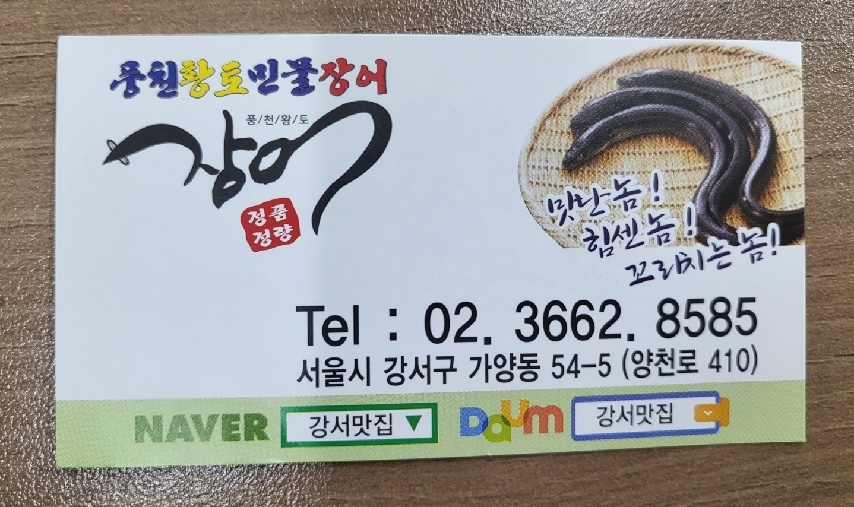 풍천황토민물장어
풍/천/황/토
장어
정품
정량
맛난놈!
힘센놈!
꼬리치는놈!
Tel : 02. 3662. 8585
서울시 강서구 가양동 54-5 (양천로 410)
NAVER 강서맛집 Daum 강서맛집